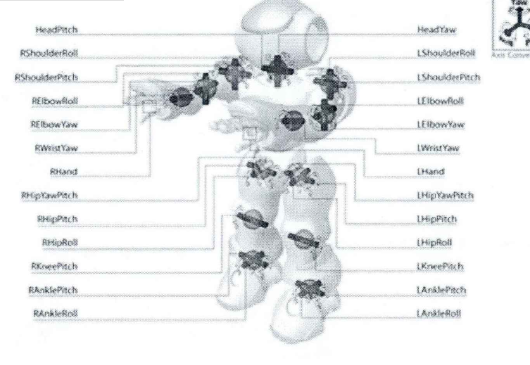 HeadPitch
RShoulderRoll
RShoulderPitch
RElbowRoll
RElbowYaw
RWristYaw
RHand
RHipYawPitch
RHipPitch
RHipRoll
RKneePitch
RAnklePitch
RAnkleRoll
HeadYaw
LShoulderRoll
LShoulderPitch
LElbowRoll
LElbowYaw
LWristYaw
LHand
LHipYawPitch
LHipPitch
LHipRoll
LKneePitch
LAnklePitch
LAnkleRoll
Axis Conve